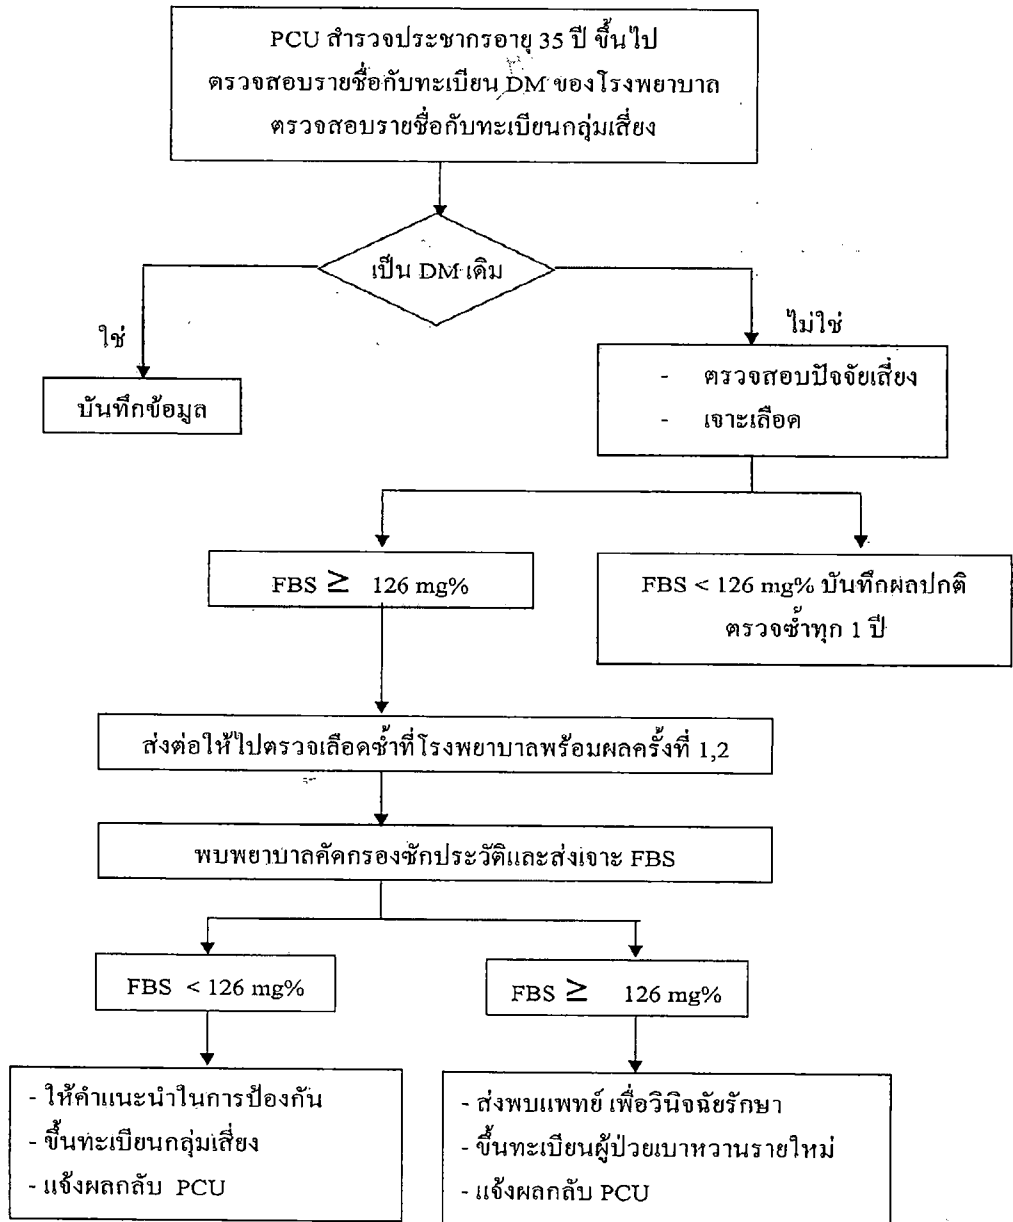 PCU สำรวจประชากรอายุ 35 ปี ขึ้นไป
ตรวจสอบรายชื่อกับทะเบียน DM ของโรงพยาบาล
ตรวจสอบรายชื่อกับทะเบียนกลุ่มเสี่ยง
เป็น DM เดิม
ใช่
ไม่ใช่
บันทึกข้อมูล
- ตรวจสอบปัจจัยเสี่ยง
- เจาะเลือด
FBS ≥ 126 mg%
FBS < 126 mg% บันทึกผลปกติ
ตรวจซ้ำทุก 1 ปี
ส่งต่อให้ไปตรวจเลือดซ้ำที่โรงพยาบาลพร้อมผลครั้งที่ 1,2
พบพยาบาลคัดกรองซักประวัติและส่งเจาะ FBS
FBS < 126 mg%
FBS ≥ 126 mg%
- ให้คำแนะนำในการป้องกัน
- ขึ้นทะเบียนกลุ่มเสี่ยง
- แจ้งผลกลับ PCU
- ส่งพบแพทย์ เพื่อวินิจฉัยรักษา
- ขึ้นทะเบียนผู้ป่วยเบาหวานรายใหม่
- แจ้งผลกลับ PCU